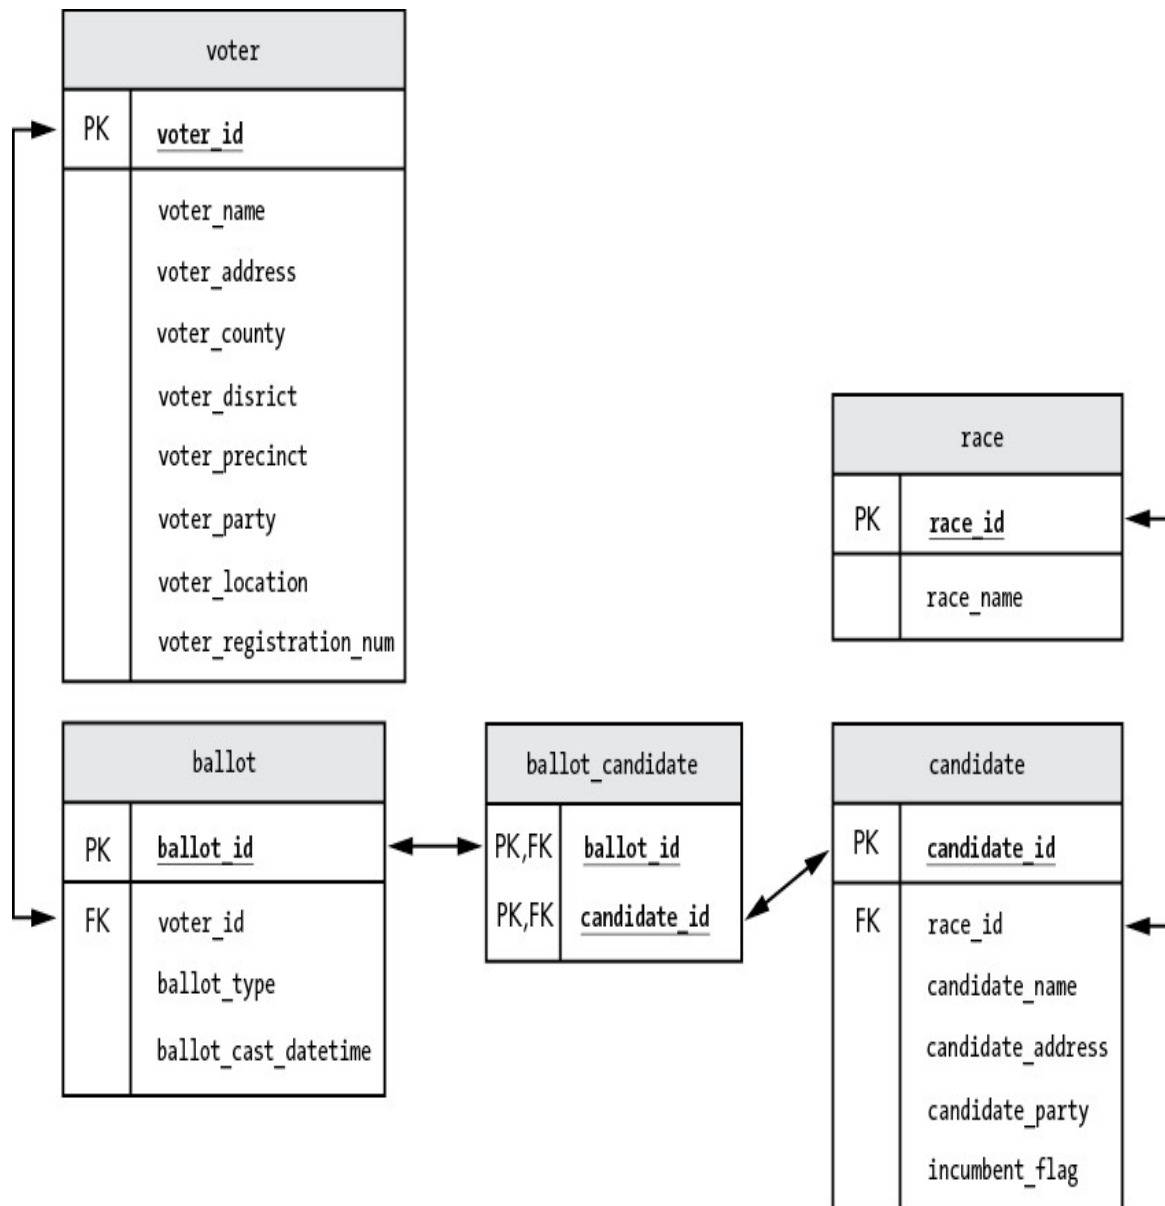 voter
PK voter_id
voter_name
voter_address
voter_county
voter_disrict
voter_precinct
voter_party
voter_location
voter_registration_num
race
PK race_id
race_name
ballot
PK ballot_id
FK voter_id
ballot_type
ballot_cast_datetime
ballot_candidate
PK,FK ballot_id
PK,FK candidate_id
candidate
PK candidate_id
FK race_id
candidate_name
candidate_address
candidate_party
incumbent_flag